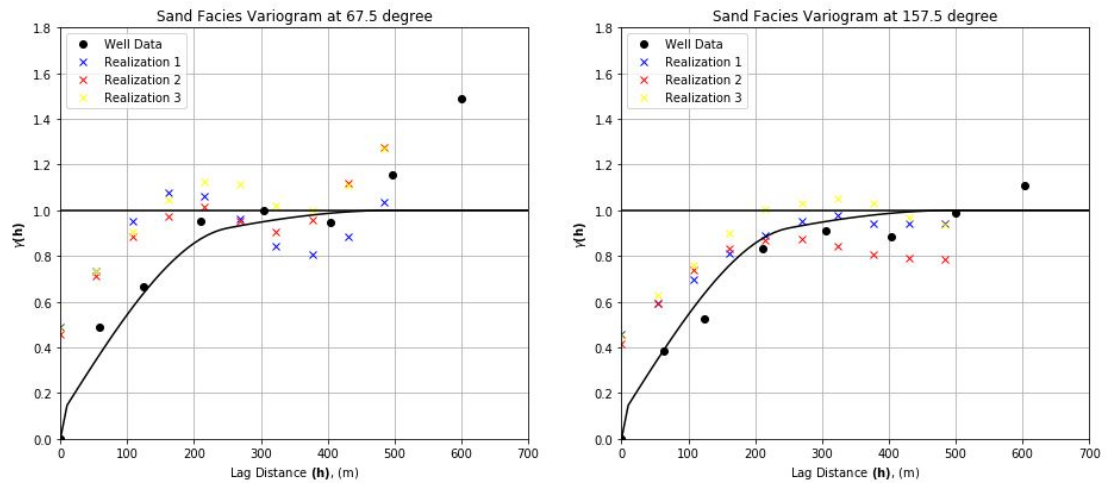 Sand Facies Variogram at 67.5 degree
1.8
1.6
1.4
1.2
1.0
0.8
0.6
0.4
0.2
0.0
γ(h)
Well Data
Realization 1
Realization 2
Realization 3
0 100 200 300 400 500 600 700
Lag Distance (h), (m)
Sand Facies Variogram at 157.5 degree
1.8
1.6
1.4
1.2
1.0
0.8
0.6
0.4
0.2
0.0
γ(h)
Well Data
Realization 1
Realization 2
Realization 3
0 100 200 300 400 500 600 700
Lag Distance (h), (m)